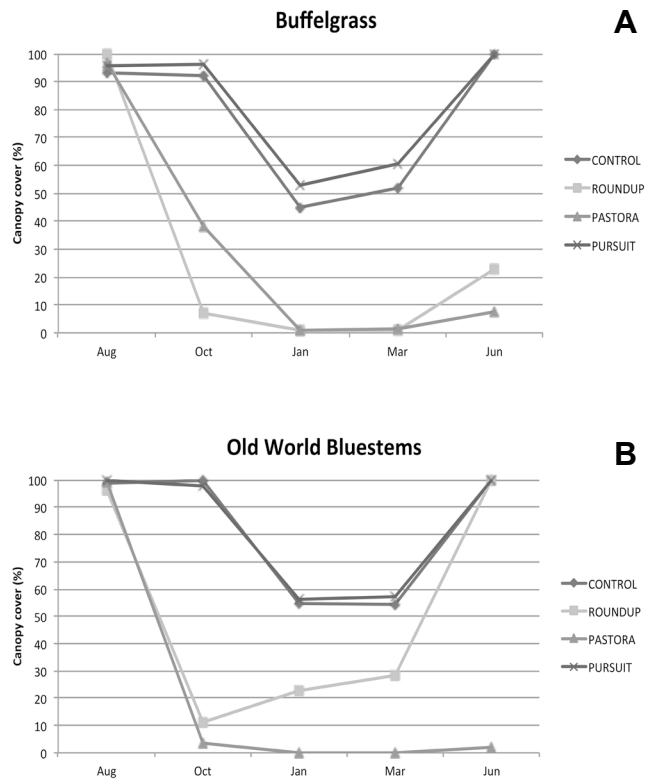 Buffelgrass
A
Canopy cover (%)
100
90
80
70
60
50
40
30
20
10
0
Aug Oct Jan Mar Jun
CONTROL
ROUNDUP
PASTORA
PURSUIT
Old World Bluestems
B
Canopy cover (%)
100
90
80
70
60
50
40
30
20
10
0
Aug Oct Jan Mar Jun
CONTROL
ROUNDUP
PASTORA
PURSUIT